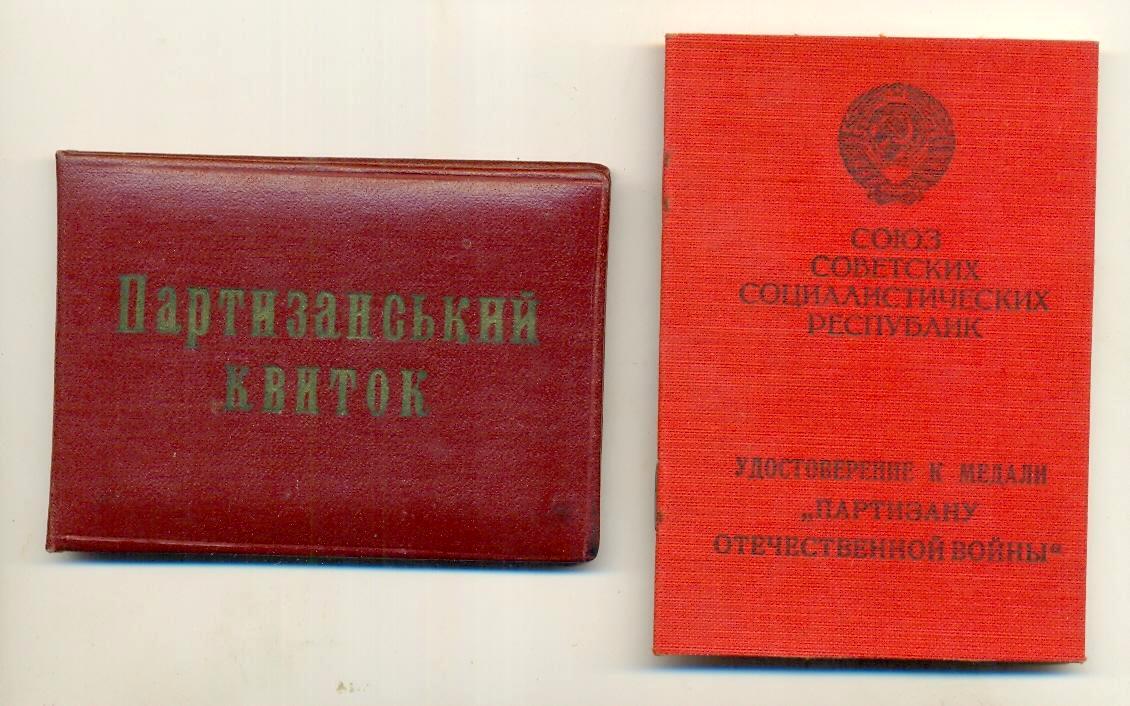 Партизанський
квиток
СОЮЗ
СОВЕТСКИХ
СОЦИАЛИСТИЧЕСКИХ
РЕСПУБЛИК
УДОСТОВЕРЕНИЕ К МЕДАЛИ
„ПАРТИЗАНУ
ОТЕЧЕСТВЕННОЙ ВОЙНЫ“